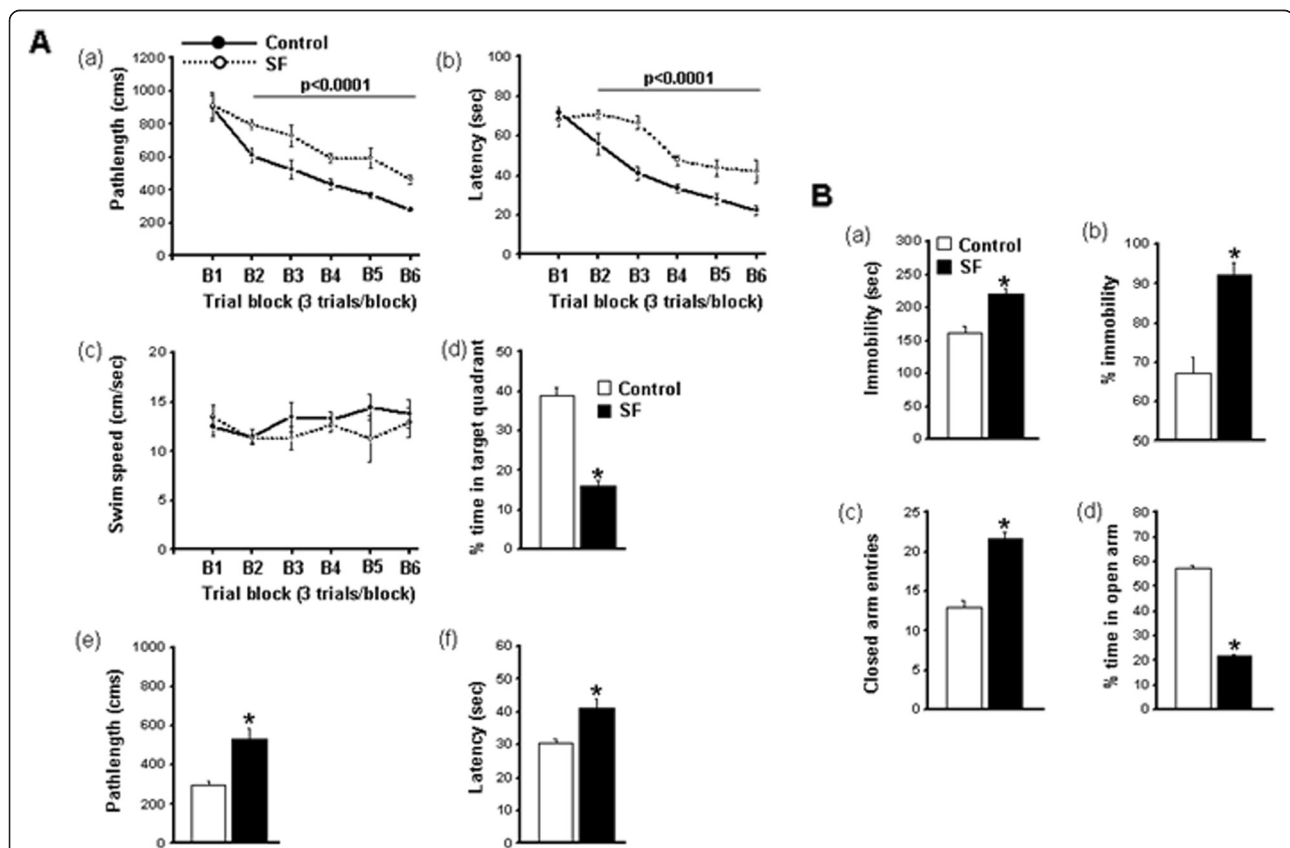 A
Control
SF
(a)
1200
1000
800
600
400
200
0
Pathlength (cms)
p<0.0001
B1 B2 B3 B4 B5 B6
Trial block (3 trials/block)
(b)
100
80
60
40
20
0
Latency (sec)
p<0.0001
B1 B2 B3 B4 B5 B6
Trial block (3 trials/block)
(c)
20
15
10
5
0
Swim speed (cm/sec)
B1 B2 B3 B4 B5 B6
Trial block (3 trials/block)
(d)
50
40
30
20
10
0
% time in target quadrant
Control
SF
*
(e)
1000
800
600
400
200
0
Pathlength (cms)
*
(f)
60
50
40
30
20
10
0
Latency (sec)
*
B
(a)
300
250
200
150
100
50
0
Immobility (sec)
Control
SF
*
(b)
100
90
80
70
60
50
% immobility
*
(c)
25
20
15
10
5
0
Closed arm entries
*
(d)
80
70
60
50
40
30
20
10
0
% time in open arm
*